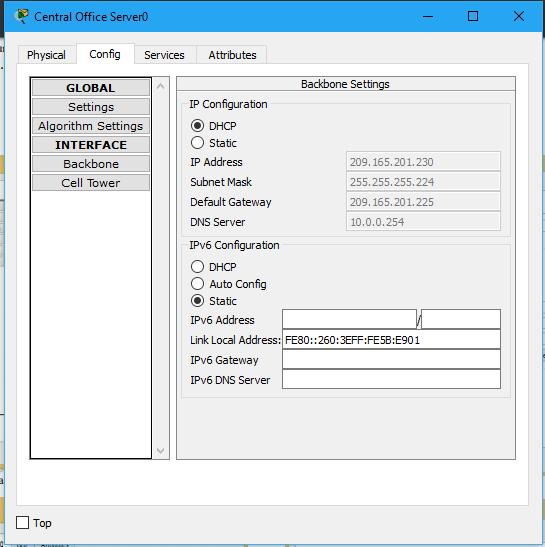 Central Office Server0
Physical Config Services Attributes
GLOBAL
Settings
Algorithm Settings
INTERFACE
Backbone
Cell Tower
Backbone Settings
IP Configuration
DHCP
Static
IP Address 209.165.201.230
Subnet Mask 255.255.255.224
Default Gateway 209.165.201.225
DNS Server 10.0.0.254
IPv6 Configuration
DHCP
Auto Config
Static
IPv6 Address /
Link Local Address: FE80::260:3EFF:FE5B:E901
IPv6 Gateway
IPv6 DNS Server
Top